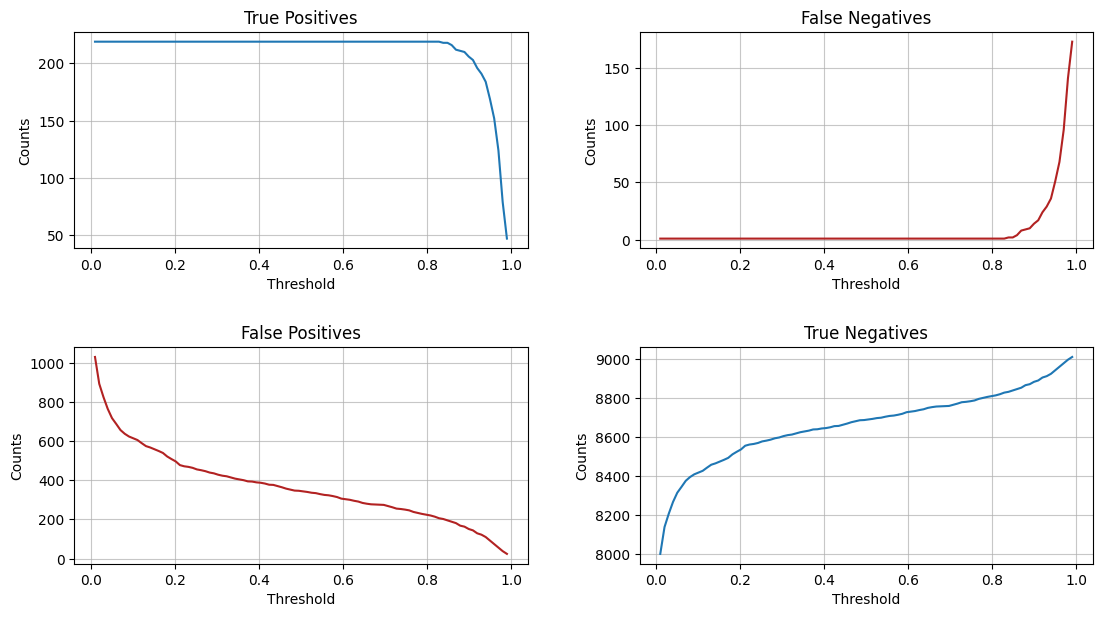 True Positives
Counts
200
150
100
50
0.0 0.2 0.4 0.6 0.8 1.0
Threshold
False Negatives
Counts
150
100
50
0
0.0 0.2 0.4 0.6 0.8 1.0
Threshold
False Positives
Counts
1000
800
600
400
200
0
0.0 0.2 0.4 0.6 0.8 1.0
Threshold
True Negatives
Counts
9000
8800
8600
8400
8200
8000
0.0 0.2 0.4 0.6 0.8 1.0
Threshold